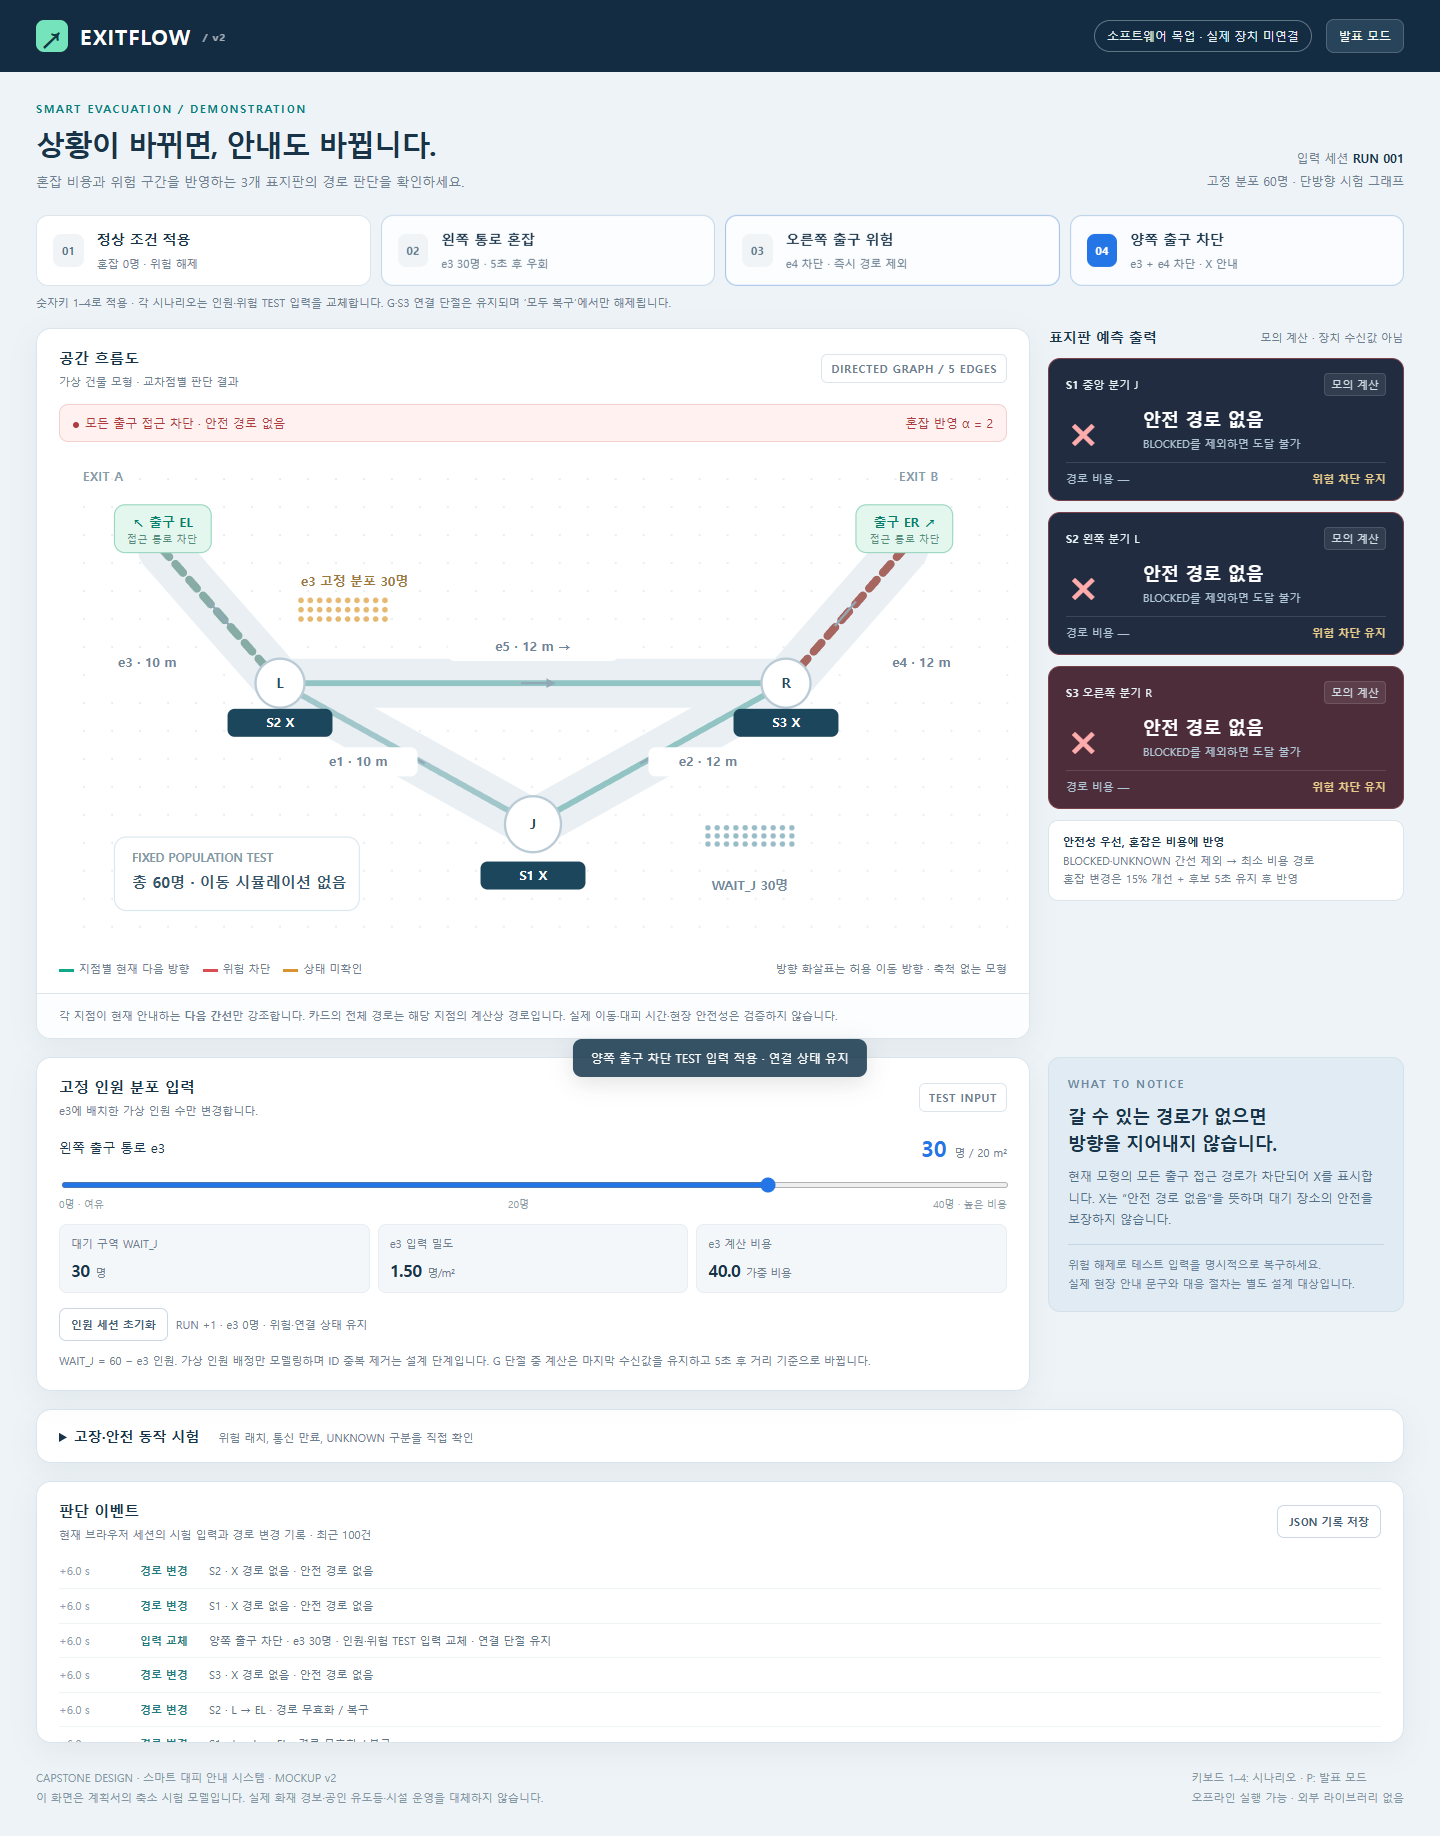 EXITFLOW / v2
소프트웨어 목업 · 실제 장치 미연결
발표 모드
SMART EVACUATION / DEMONSTRATION
상황이 바뀌면, 안내도 바뀝니다.
혼잡 비용과 위험 구간을 반영하는 3개 표지판의 경로 판단을 확인하세요.
입력 세션 RUN 001
고정 분포 60명 · 단방향 시험 그래프
01
정상 조건 적용
혼잡 0명 · 위험 해제
02
왼쪽 통로 혼잡
e3 30명 · 5초 후 우회
03
오른쪽 출구 위험
e4 차단 · 즉시 경로 제외
04
양쪽 출구 차단
e3 + e4 차단 · X 안내
숫자키 1–4로 적용 · 각 시나리오는 인원·위험 TEST 입력을 교체합니다. G·S3 연결 단절은 유지되며 '모두 복구'에서만 해제됩니다.
공간 흐름도
가상 건물 모형 · 교차점별 판단 결과
DIRECTED GRAPH / 5 EDGES
● 모든 출구 접근 차단 · 안전 경로 없음
혼잡 반영 α = 2
EXIT A
EXIT B
↖ 출구 EL
접근 통로 차단
출구 ER ↗
접근 통로 차단
e3 고정 분포 30명
e5 · 12 m →
e3 · 10 m
e4 · 12 m
L
R
S2 X
S3 X
e1 · 10 m
e2 · 12 m
J
S1 X
WAIT_J 30명
FIXED POPULATION TEST
총 60명 · 이동 시뮬레이션 없음
지점별 현재 다음 방향
위험 차단
상태 미확인
방향 화살표는 허용 이동 방향 · 축척 없는 모형
각 지점이 현재 안내하는 다음 간선만 강조합니다. 카드의 전체 경로는 해당 지점의 계산상 경로입니다. 실제 이동·대피 시간·현장 안전성은 검증하지 않습니다.
표지판 예측 출력
모의 계산 · 장치 수신값 아님
S1 중앙 분기 J
모의 계산
✕
안전 경로 없음
BLOCKED를 제외하면 도달 불가
경로 비용 —
위험 차단 유지
S2 왼쪽 분기 L
모의 계산
✕
안전 경로 없음
BLOCKED를 제외하면 도달 불가
경로 비용 —
위험 차단 유지
S3 오른쪽 분기 R
모의 계산
✕
안전 경로 없음
BLOCKED를 제외하면 도달 불가
경로 비용 —
위험 차단 유지
안전성 우선, 혼잡은 비용에 반영
BLOCKED·UNKNOWN 간선 제외 → 최소 비용 경로
혼잡 변경은 15% 개선 + 후보 5초 유지 후 반영
양쪽 출구 차단 TEST 입력 적용 · 연결 상태 유지
고정 인원 분포 입력
e3에 배치한 가상 인원 수만 변경합니다.
TEST INPUT
왼쪽 출구 통로 e3
30 명 / 20 m²
0명 · 여유
20명
40명 · 높은 비용
대기 구역 WAIT_J
30 명
e3 입력 밀도
1.50 명/m²
e3 계산 비용
40.0 가중 비용
인원 세션 초기화
RUN +1 · e3 0명 · 위험·연결 상태 유지
WAIT_J = 60 − e3 인원. 가상 인원 배정만 모델링하며 ID 중복 제거는 설계 단계입니다. G 단절 중 계산은 마지막 수신값을 유지하고 5초 후 거리 기준으로 바뀝니다.
WHAT TO NOTICE
갈 수 있는 경로가 없으면
방향을 지어내지 않습니다.
현재 모형의 모든 출구 접근 경로가 차단되어 X를 표시합
니다. X는 “안전 경로 없음”을 뜻하며 대기 장소의 안전을
보장하지 않습니다.
위험 해제로 테스트 입력을 명시적으로 복구하세요.
실제 현장 안내 문구와 대응 절차는 별도 설계 대상입니다.
▶ 고장·안전 동작 시험
위험 래치, 통신 만료, UNKNOWN 구분을 직접 확인
판단 이벤트
현재 브라우저 세션의 시험 입력과 경로 변경 기록 · 최근 100건
JSON 기록 저장
+6.0 s 경로 변경 S2 · X 경로 없음 · 안전 경로 없음
+6.0 s 경로 변경 S1 · X 경로 없음 · 안전 경로 없음
+6.0 s 입력 교체 양쪽 출구 차단 · e3 30명 · 인원·위험 TEST 입력 교체 · 연결 단절 유지
+6.0 s 경로 변경 S3 · X 경로 없음 · 안전 경로 없음
+6.0 s 경로 변경 S2 · L → EL · 경로 무효화 / 복구
CAPSTONE DESIGN · 스마트 대피 안내 시스템 · MOCKUP v2
이 화면은 계획서의 축소 시험 모델입니다. 실제 화재 경보·공인 유도등·시설 운영을 대체하지 않습니다.
키보드 1–4: 시나리오 · P: 발표 모드
오프라인 실행 가능 · 외부 라이브러리 없음